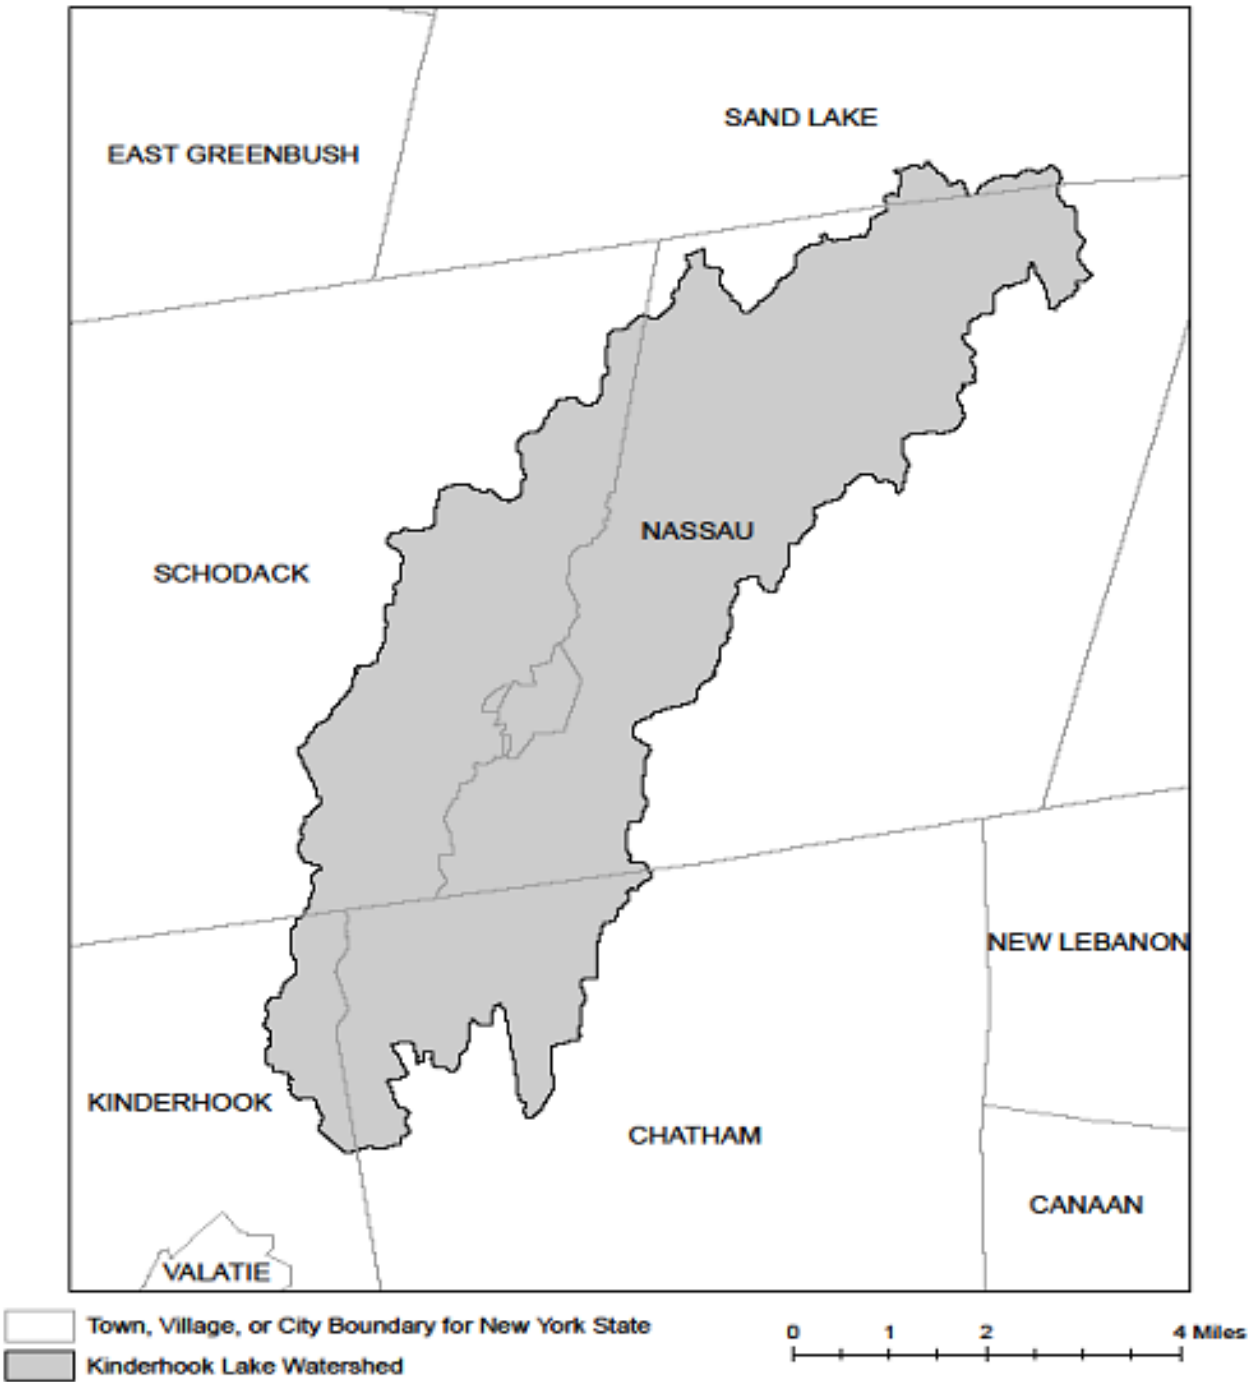 SAND LAKE
EAST GREENBUSH
NASSAU
SCHODACK
NEW LEBANON
KINDERHOOK
CHATHAM
CANAAN
VALATIE
Town, Village, or City Boundary for New York State
0 1 2 4 Miles
Kinderhook Lake Watershed